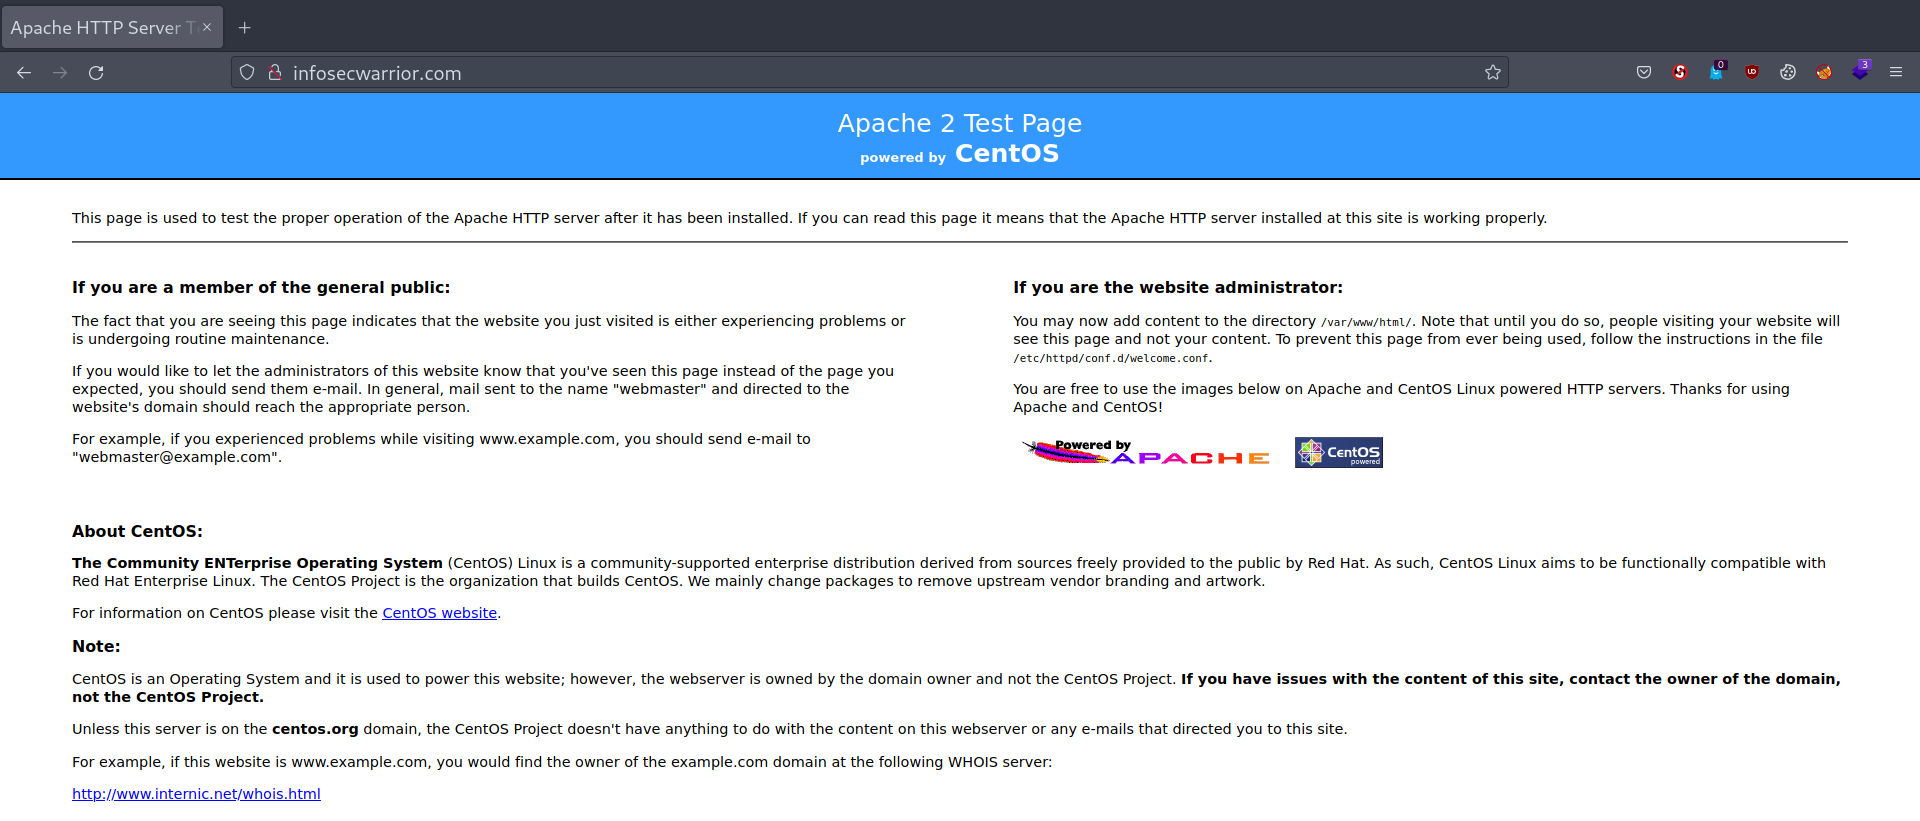 Apache HTTP Server T
infosecwarrior.com
0
3
Apache 2 Test Page
powered by CentOS
This page is used to test the proper operation of the Apache HTTP server after it has been installed. If you can read this page it means that the Apache HTTP server installed at this site is working properly.
If you are a member of the general public:
The fact that you are seeing this page indicates that the website you just visited is either experiencing problems or
is undergoing routine maintenance.
If you would like to let the administrators of this website know that you've seen this page instead of the page you
expected, you should send them e-mail. In general, mail sent to the name "webmaster" and directed to the
website's domain should reach the appropriate person.
For example, if you experienced problems while visiting www.example.com, you should send e-mail to
"webmaster@example.com".
If you are the website administrator:
You may now add content to the directory /var/www/html/. Note that until you do so, people visiting your website will
see this page and not your content. To prevent this page from ever being used, follow the instructions in the file
/etc/httpd/conf.d/welcome.conf.
You are free to use the images below on Apache and CentOS Linux powered HTTP servers. Thanks for using
Apache and CentOS!
Powered by
APACHE
CentOS
powered
About CentOS:
The Community ENTerprise Operating System (CentOS) Linux is a community-supported enterprise distribution derived from sources freely provided to the public by Red Hat. As such, CentOS Linux aims to be functionally compatible with
Red Hat Enterprise Linux. The CentOS Project is the organization that builds CentOS. We mainly change packages to remove upstream vendor branding and artwork.
For information on CentOS please visit the CentOS website.
Note:
CentOS is an Operating System and it is used to power this website; however, the webserver is owned by the domain owner and not the CentOS Project. If you have issues with the content of this site, contact the owner of the domain,
not the CentOS Project.
Unless this server is on the centos.org domain, the CentOS Project doesn't have anything to do with the content on this webserver or any e-mails that directed you to this site.
For example, if this website is www.example.com, you would find the owner of the example.com domain at the following WHOIS server:
http://www.internic.net/whois.html